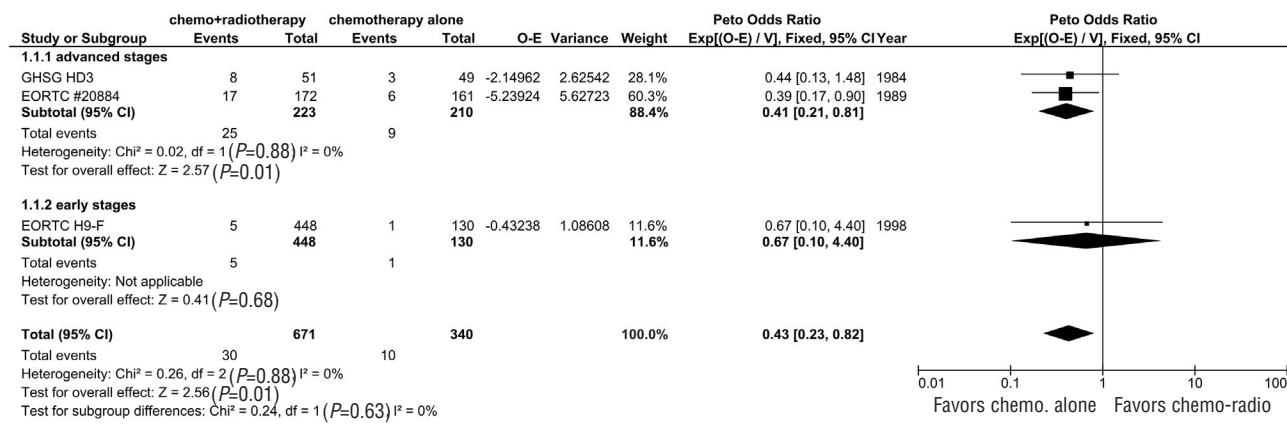 chemo+radiotherapy chemotherapy alone Peto Odds Ratio Peto Odds Ratio
Study or Subgroup Events Total Events Total O-E Variance Weight Exp[(O-E) / V], Fixed, 95% CI Year Exp[(O-E) / V], Fixed, 95% CI
1.1.1 advanced stages
GHSG HD3 8 51 3 49 -2.14962 2.62542 28.1% 0.44 [0.13, 1.48] 1984
EORTC #20884 17 172 6 161 -5.23924 5.62723 60.3% 0.39 [0.17, 0.90] 1989
Subtotal (95% CI) 223 210 88.4% 0.41 [0.21, 0.81]
Total events 25 9
Heterogeneity: Chi² = 0.02, df = 1 (P=0.88) I² = 0%
Test for overall effect: Z = 2.57 (P=0.01)
1.1.2 early stages
EORTC H9-F 5 448 1 130 -0.43238 1.08608 11.6% 0.67 [0.10, 4.40] 1998
Subtotal (95% CI) 448 130 11.6% 0.67 [0.10, 4.40]
Total events 5 1
Heterogeneity: Not applicable
Test for overall effect: Z = 0.41 (P=0.68)
Total (95% CI) 671 340 100.0% 0.43 [0.23, 0.82]
Total events 30 10
Heterogeneity: Chi² = 0.26, df = 2 (P=0.88) I² = 0%
Test for overall effect: Z = 2.56 (P=0.01)
Test for subgroup differences: Chi² = 0.24, df = 1 (P=0.63) I² = 0%
0.01 0.1 1 10 100
Favors chemo. alone Favors chemo-radio